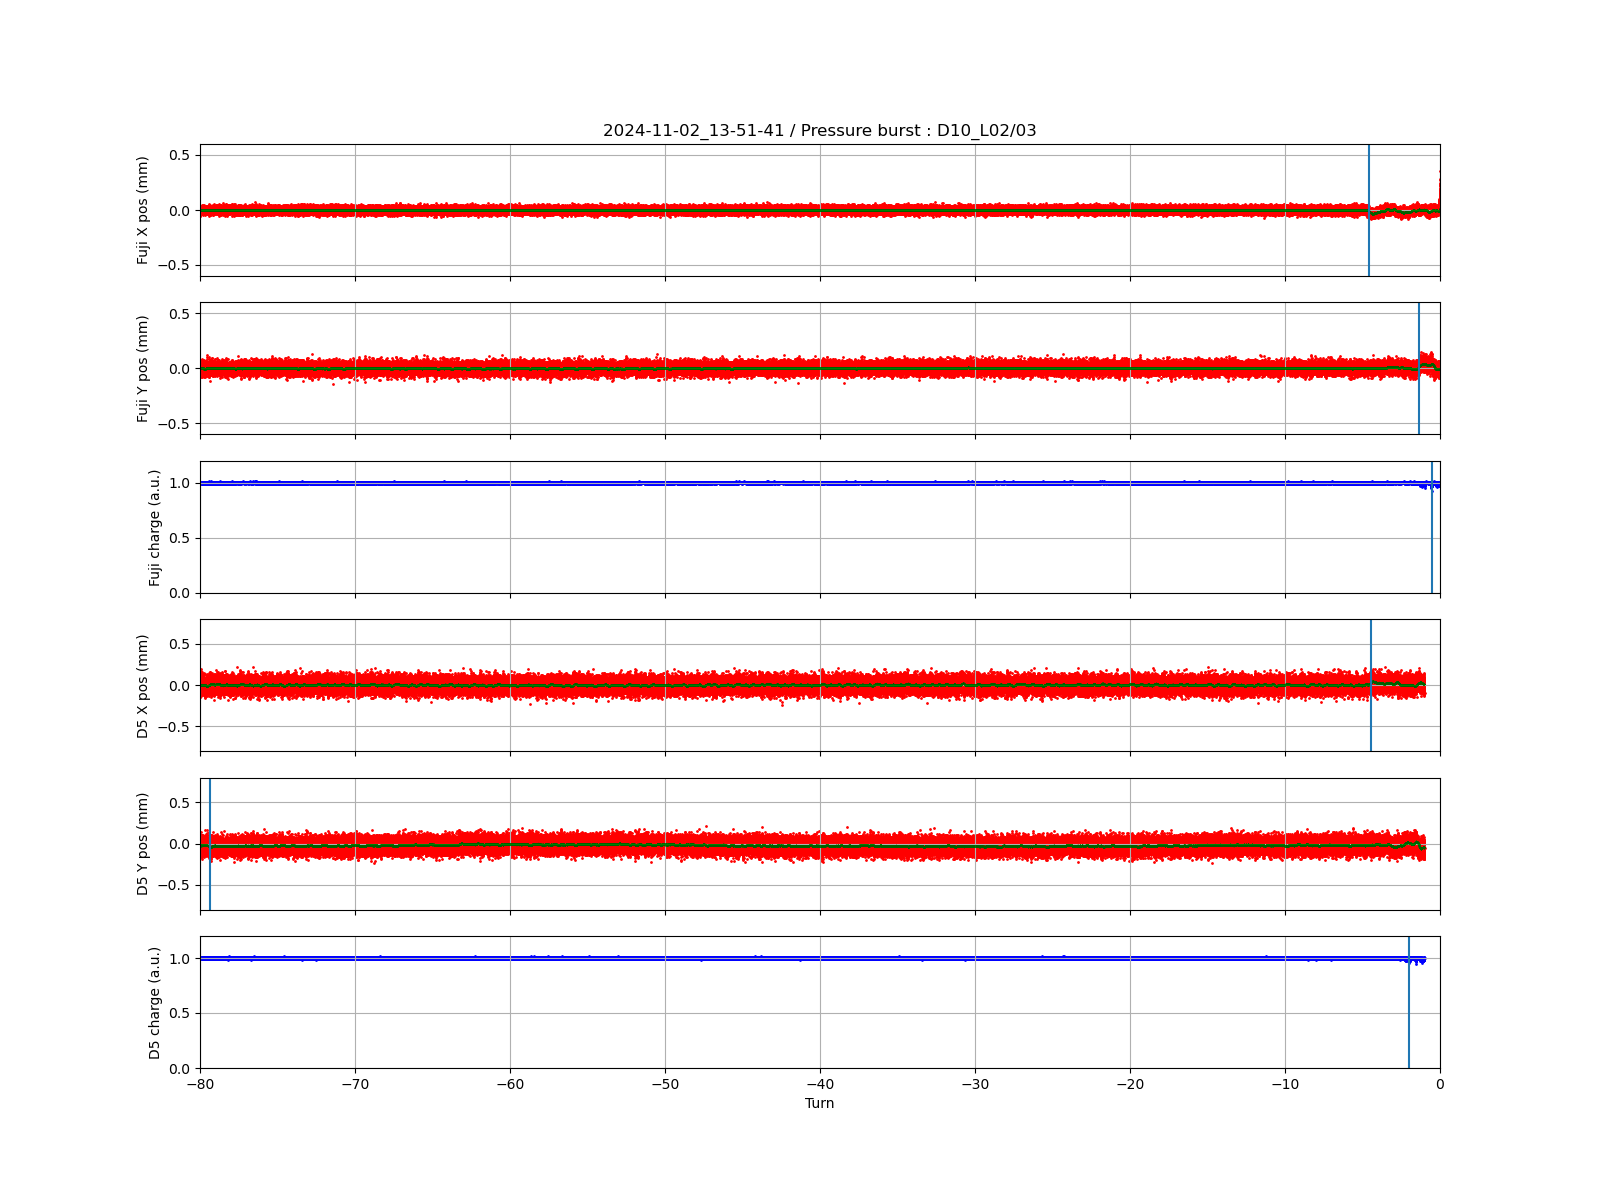 2024-11-02_13-51-41 / Pressure burst : D10_L02/03
Fuji X pos (mm)
0.5
0.0
−0.5
Fuji Y pos (mm)
0.5
0.0
−0.5
Fuji charge (a.u.)
1.0
0.5
0.0
D5 X pos (mm)
0.5
0.0
−0.5
D5 Y pos (mm)
0.5
0.0
−0.5
D5 charge (a.u.)
1.0
0.5
0.0
−80 −70 −60 −50 −40 −30 −20 −10 0
Turn